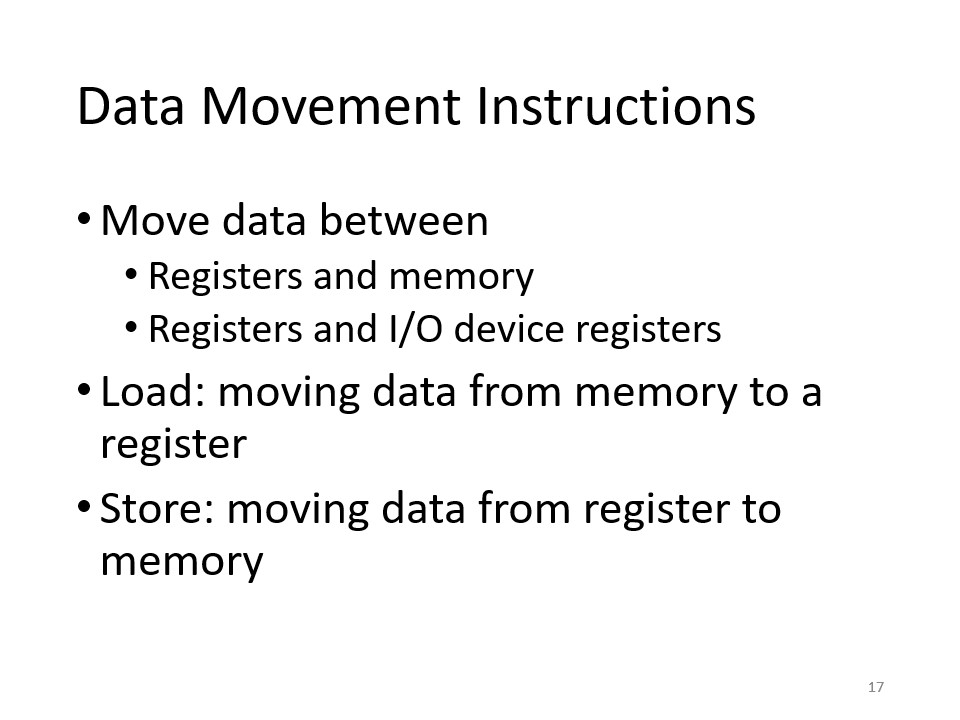 Data Movement Instructions
• Move data between
• Registers and memory
• Registers and I/O device registers
• Load: moving data from memory to a
register
• Store: moving data from register to
memory
17